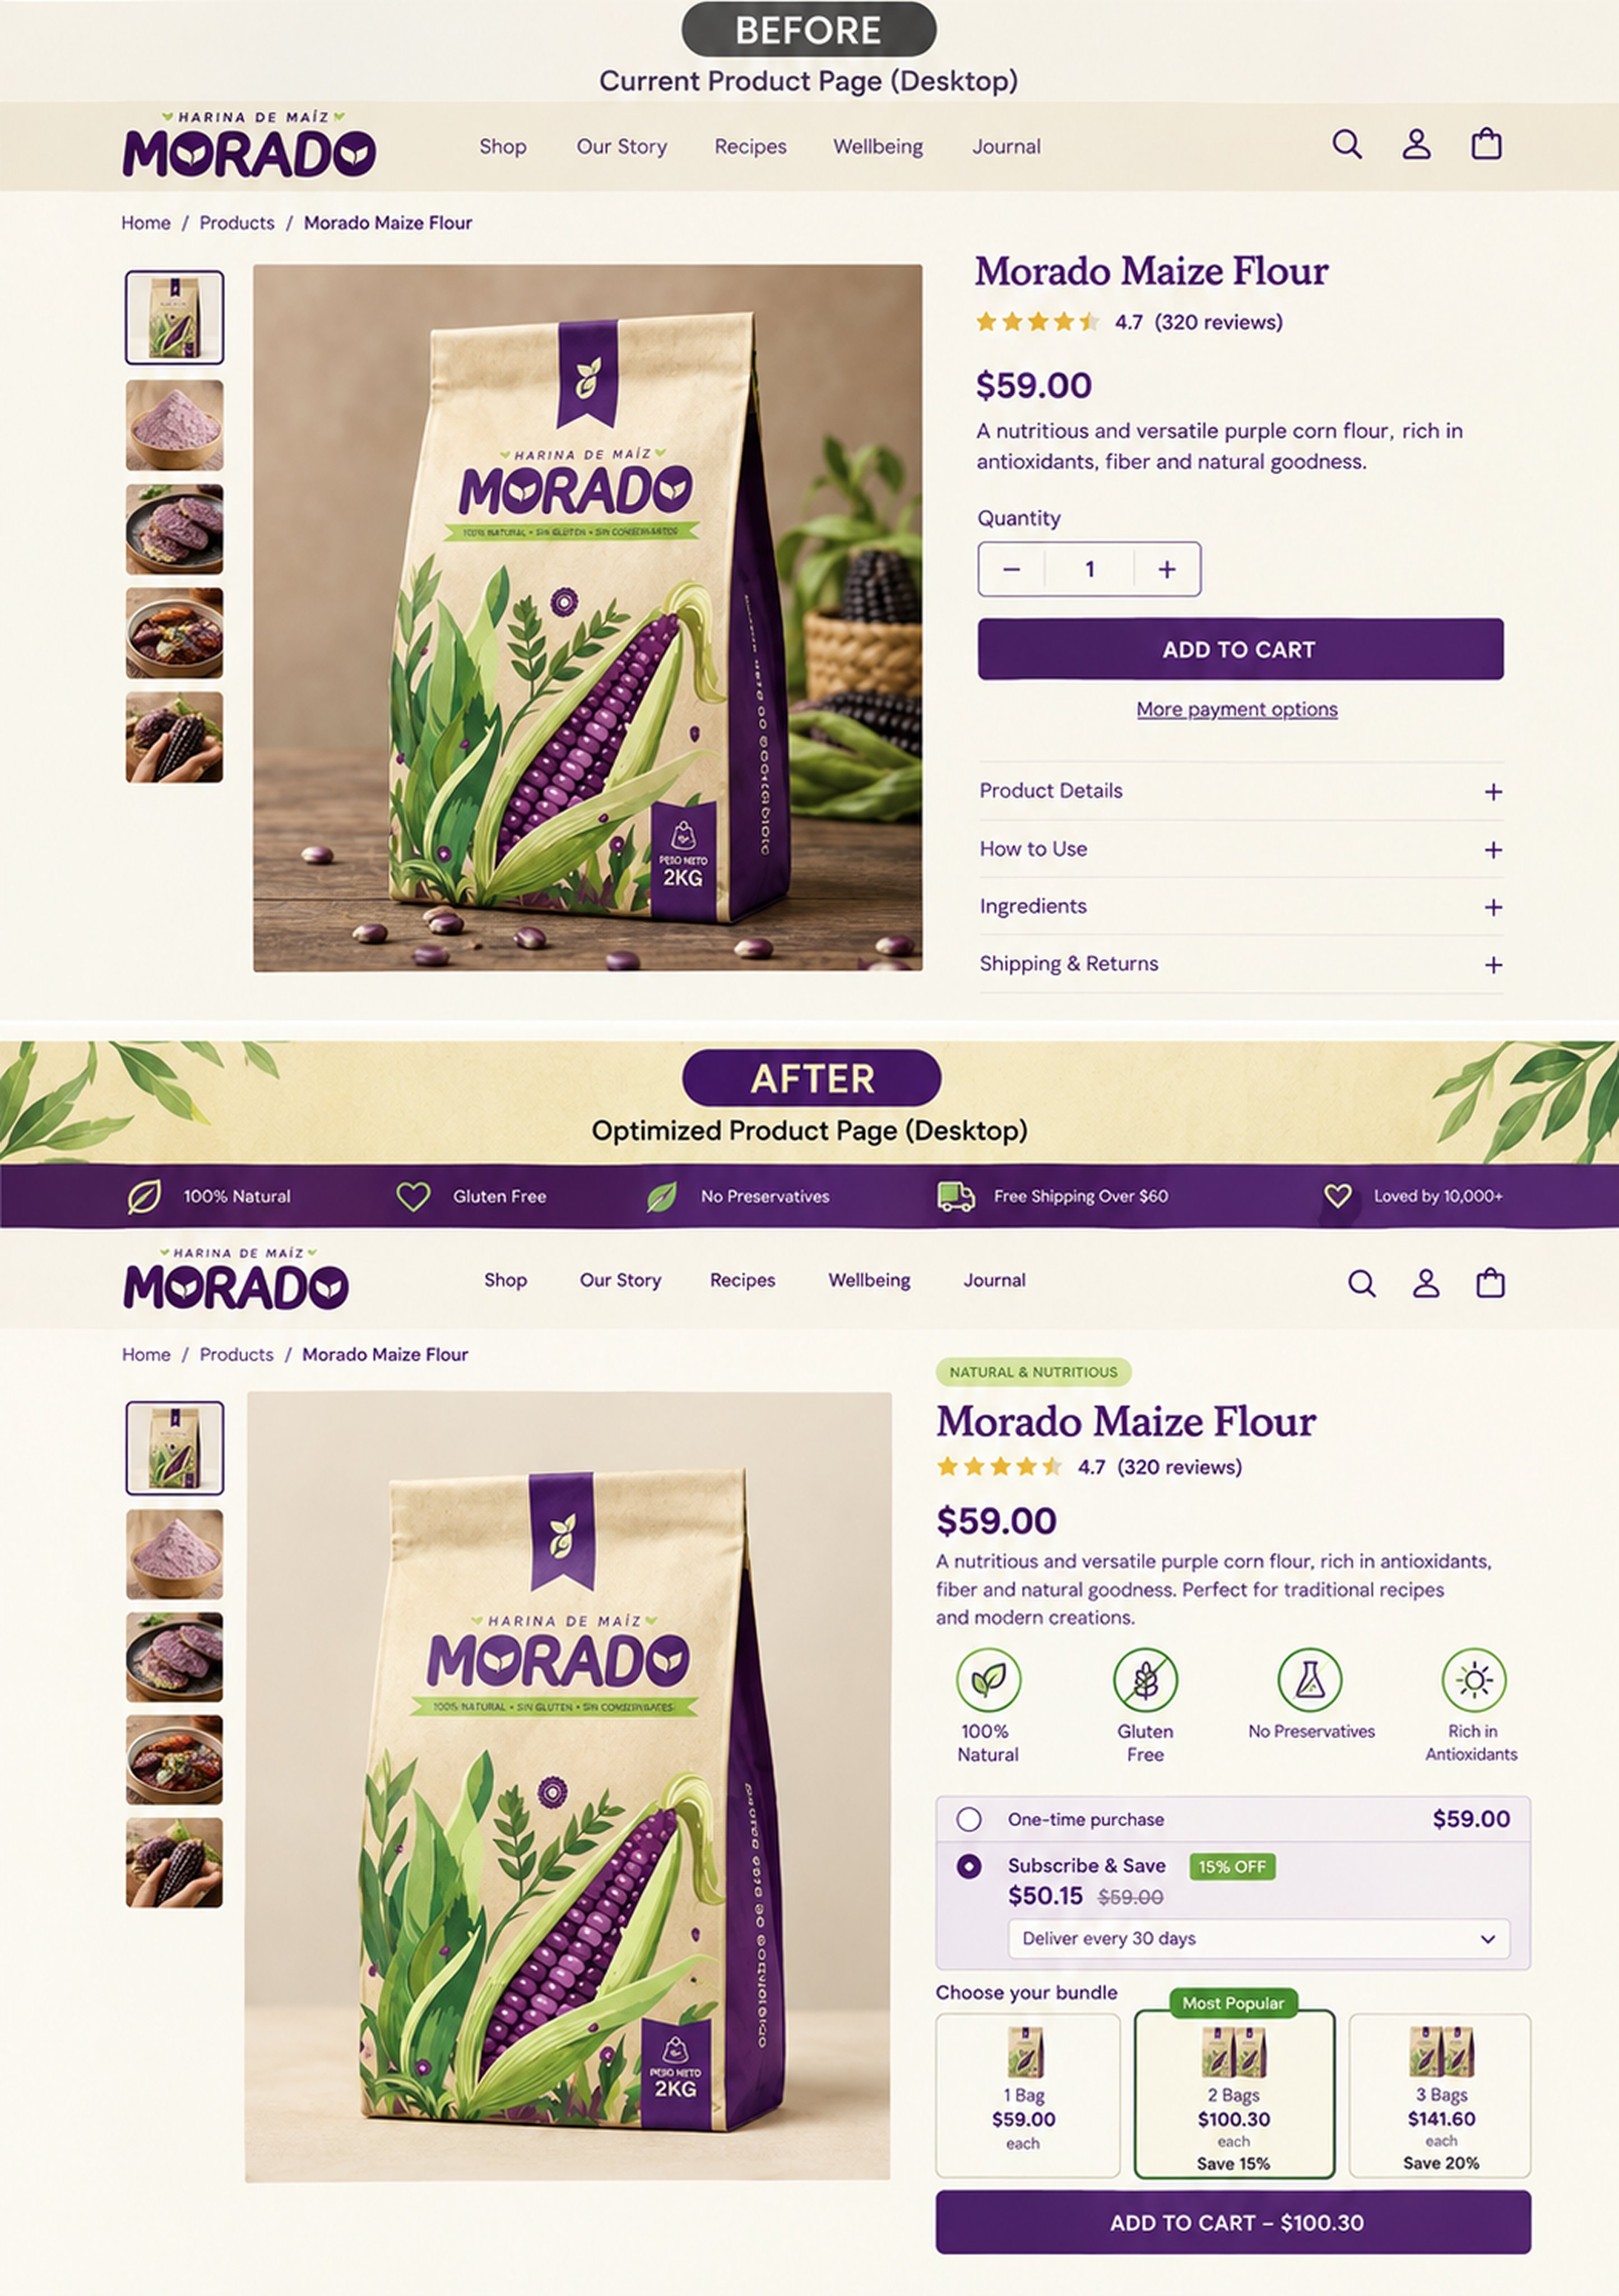 BEFORE
Current Product Page (Desktop)
HARINA DE MAÍZ
MORADO
Shop
Our Story
Recipes
Wellbeing
Journal
Home / Products / Morado Maize Flour
HARINA DE MAÍZ
MORADO
100% NATURAL • SIN GLUTEN • SIN
PESO NETO
2KG
Morado Maize Flour
4.7 (320 reviews)
$59.00
A nutritious and versatile purple corn flour, rich in
antioxidants, fiber and natural goodness.
Quantity
− 1 +
ADD TO CART
More payment options
Product Details +
How to Use +
Ingredients +
Shipping & Returns +
AFTER
Optimized Product Page (Desktop)
100% Natural
Gluten Free
No Preservatives
Free Shipping Over $60
Loved by 10,000+
HARINA DE MAÍZ
MORADO
Shop
Our Story
Recipes
Wellbeing
Journal
Home / Products / Morado Maize Flour
HARINA DE MAÍZ
MORADO
100% NATURAL • SIN GLUTEN • SIN
PESO NETO
2KG
NATURAL & NUTRITIOUS
Morado Maize Flour
4.7 (320 reviews)
$59.00
A nutritious and versatile purple corn flour, rich in antioxidants,
fiber and natural goodness. Perfect for traditional recipes
and modern creations.
100%
Natural
Gluten
Free
No Preservatives
Rich in
Antioxidants
One-time purchase $59.00
Subscribe & Save 15% OFF
$50.15 $59.00
Deliver every 30 days
Choose your bundle
1 Bag
$59.00
each
Most Popular
2 Bags
$100.30
each
Save 15%
3 Bags
$141.60
each
Save 20%
ADD TO CART – $100.30